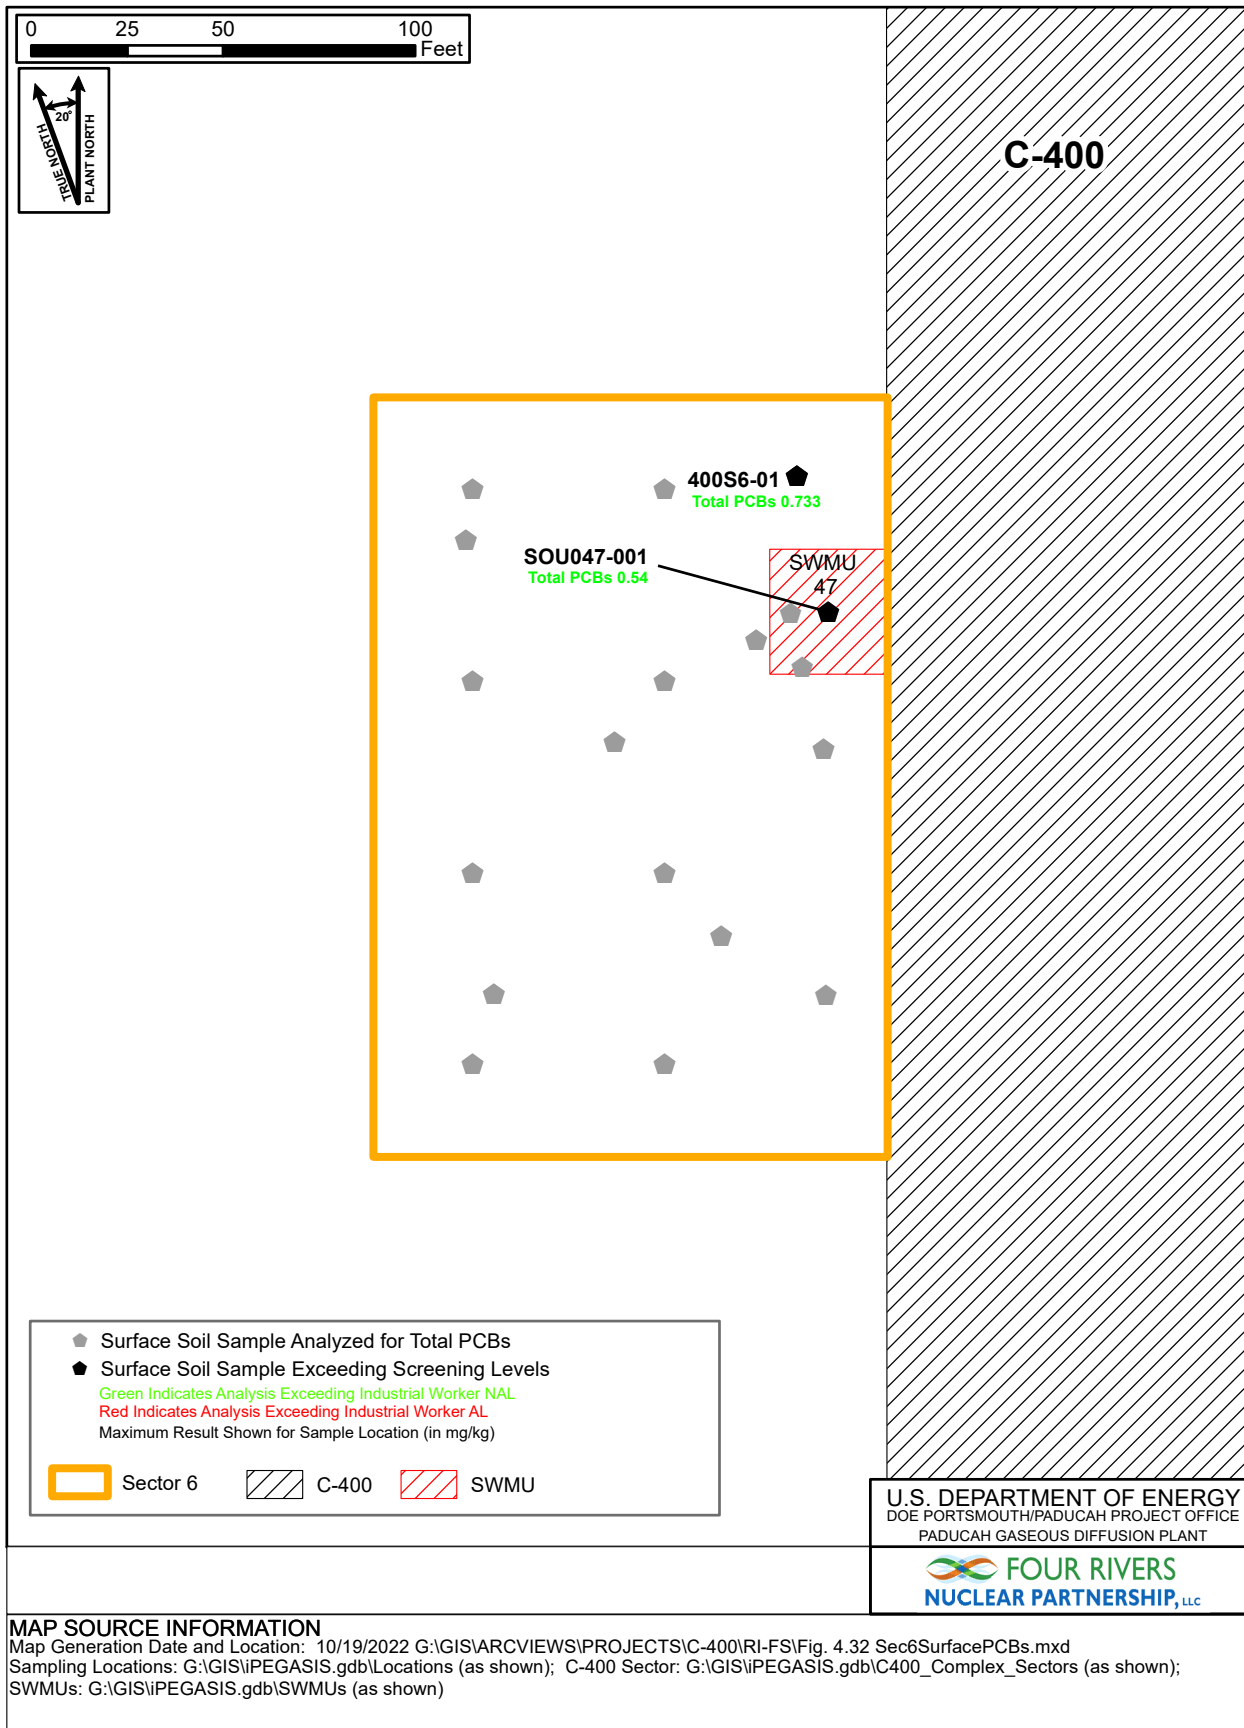 0 25 50 100
Feet
20°
TRUE NORTH
PLANT NORTH
C-400
400S6-01
Total PCBs 0.733
SOU047-001
Total PCBs 0.54
SWMU
47
Surface Soil Sample Analyzed for Total PCBs
Surface Soil Sample Exceeding Screening Levels
Green Indicates Analysis Exceeding Industrial Worker NAL
Red Indicates Analysis Exceeding Industrial Worker AL
Maximum Result Shown for Sample Location (in mg/kg)
Sector 6 C-400 SWMU
U.S. DEPARTMENT OF ENERGY
DOE PORTSMOUTH/PADUCAH PROJECT OFFICE
PADUCAH GASEOUS DIFFUSION PLANT
FOUR RIVERS
NUCLEAR PARTNERSHIP, LLC
MAP SOURCE INFORMATION
Map Generation Date and Location: 10/19/2022 G:\GIS\ARCVIEWS\PROJECTS\C-400\RI-FS\Fig. 4.32 Sec6SurfacePCBs.mxd
Sampling Locations: G:\GIS\iPEGASIS.gdb\Locations (as shown); C-400 Sector: G:\GIS\iPEGASIS.gdb\C400_Complex_Sectors (as shown);
SWMUs: G:\GIS\iPEGASIS.gdb\SWMUs (as shown)